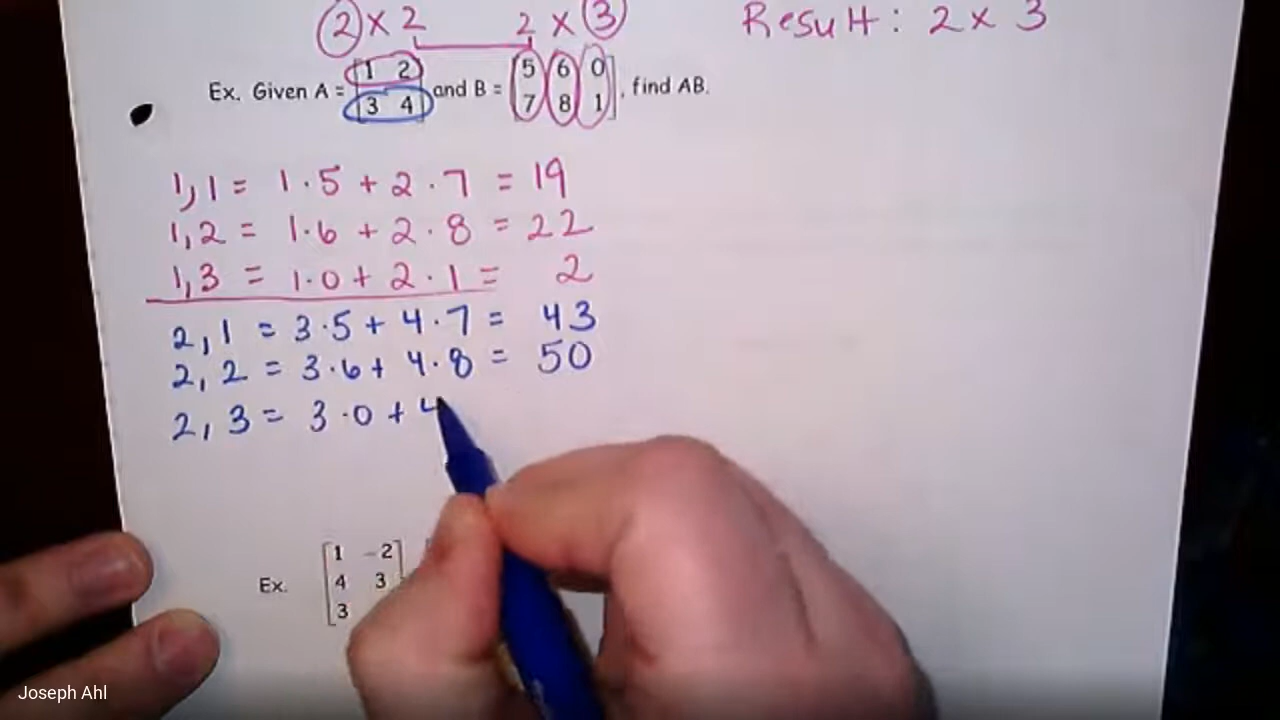 2 x 2 2 x 3 Result: 2 x 3
Ex. Given A = [1 2 and B = [5 6 0], find AB.
3 4] 7 8 1]
1,1 = 1·5 + 2·7 = 19
1,2 = 1·6 + 2·8 = 22
1,3 = 1·0 + 2·1 = 2
2,1 = 3·5 + 4·7 = 43
2,2 = 3·6 + 4·8 = 50
2,3 = 3·0 + 4
1 -2
Ex. 4 3
3
Joseph Ahl